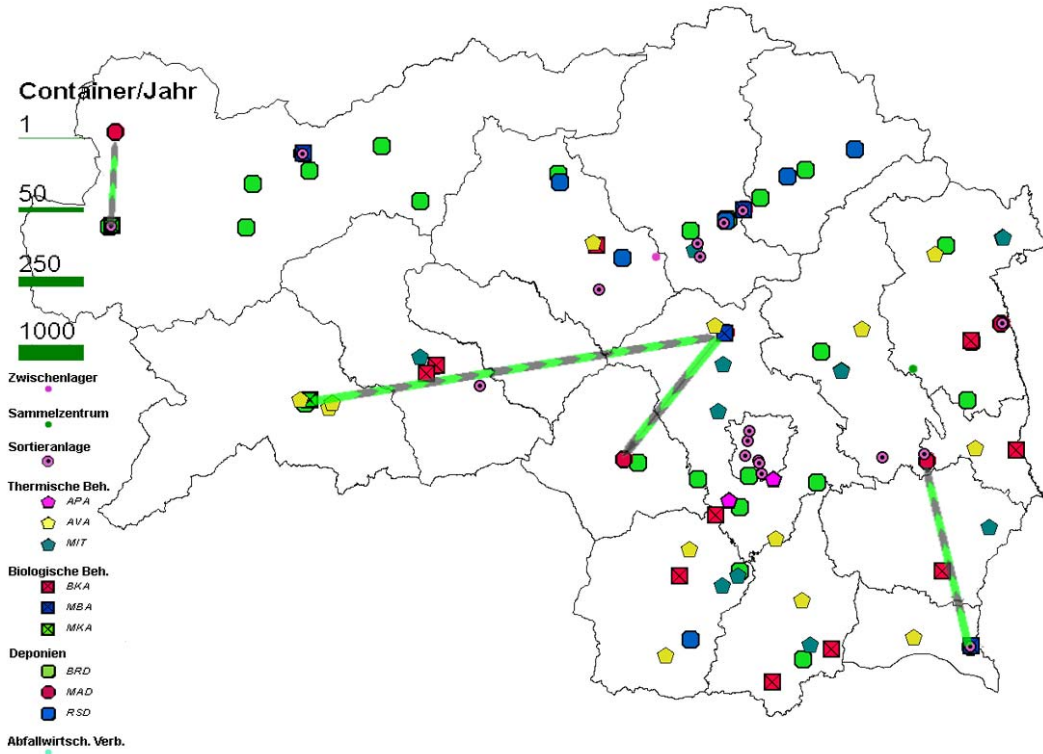 Container/Jahr
1
50
250
1000
Zwischenlager
Sammelzentrum
Sortieranlage
Thermische Beh.
APA
AVA
MIT
Biologische Beh.
BKA
MBA
MKA
Deponien
BRD
MAD
RSD
Abfallwirtsch. Verb.